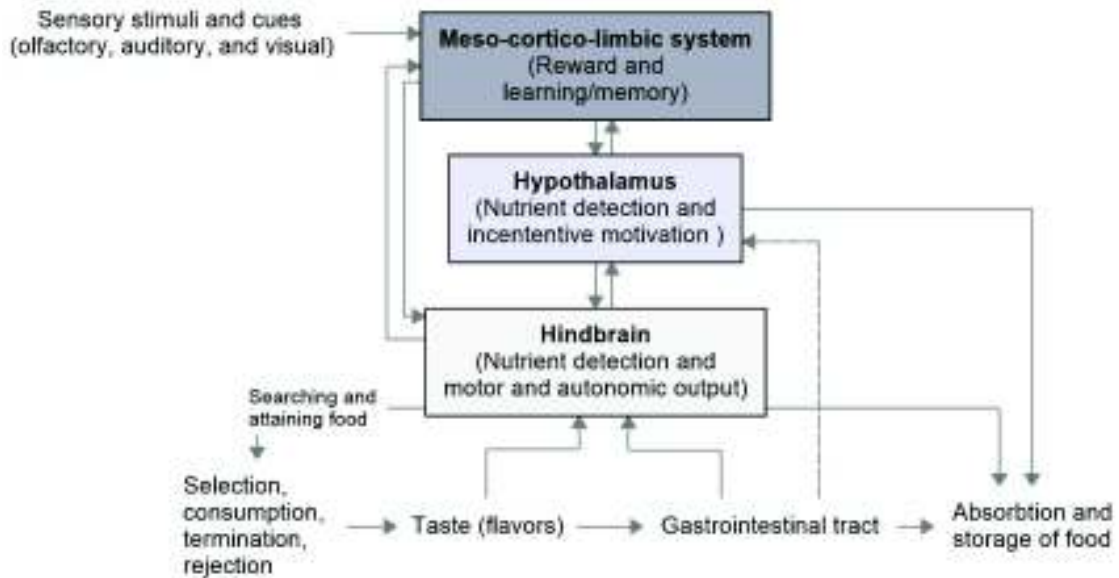 Sensory stimuli and cues
(olfactory, auditory, and visual)
Meso-cortico-limbic system
(Reward and
learning/memory)
Hypothalamus
(Nutrient detection and
incententive motivation )
Hindbrain
(Nutrient detection and
motor and autonomic output)
Searching and
attaining food
Selection,
consumption,
termination,
rejection
Taste (flavors)
Gastrointestinal tract
Absorbtion and
storage of food